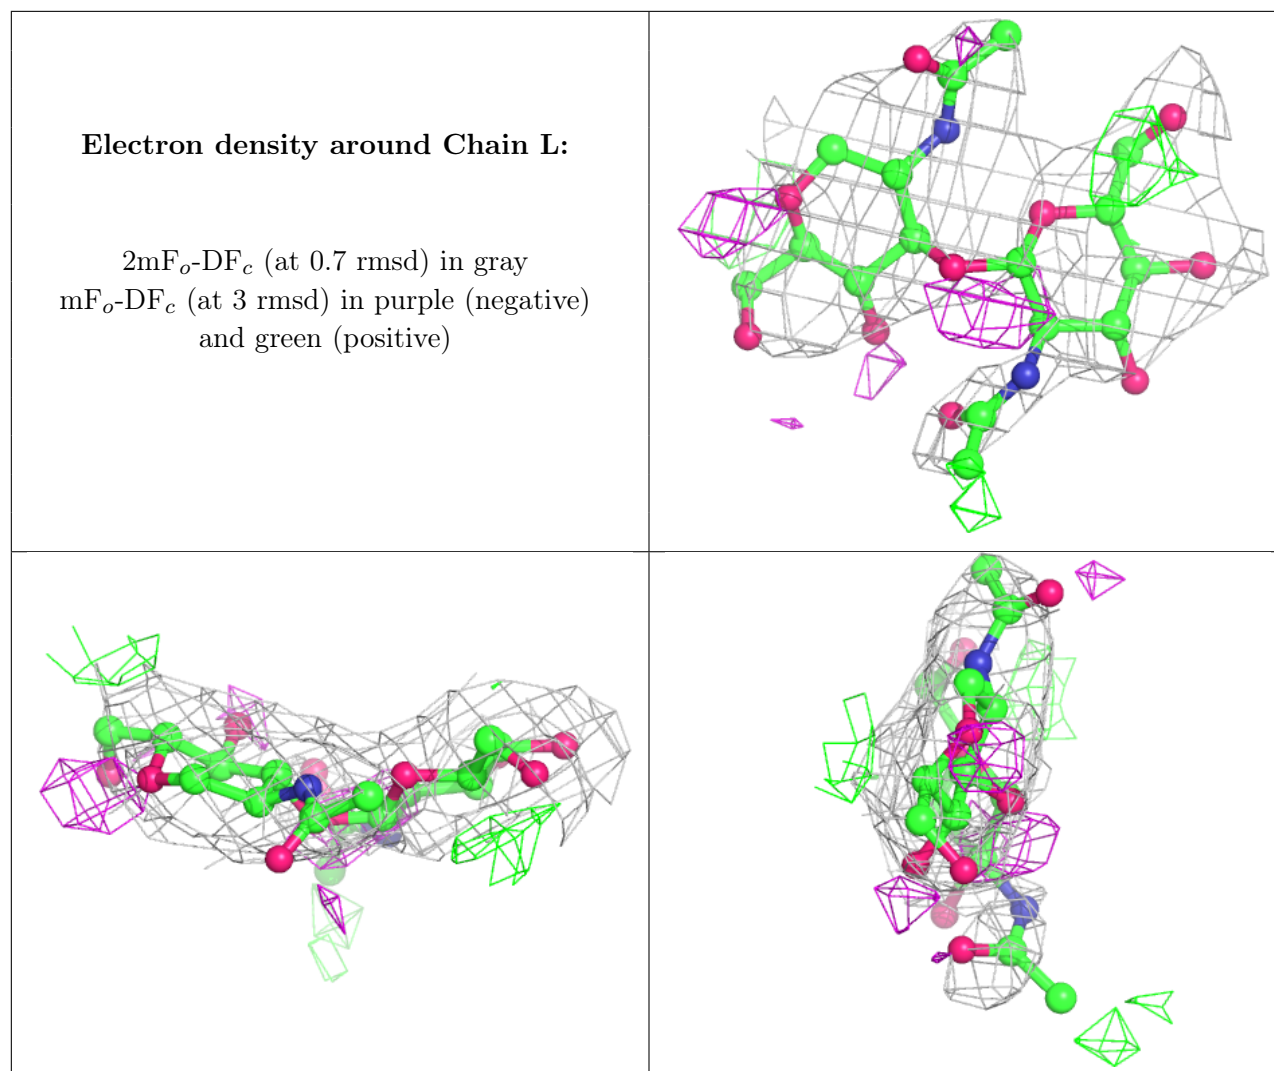 Electron density around Chain L:
2mFₒ-DF𝑐 (at 0.7 rmsd) in gray
mFₒ-DF𝑐 (at 3 rmsd) in purple (negative)
and green (positive)